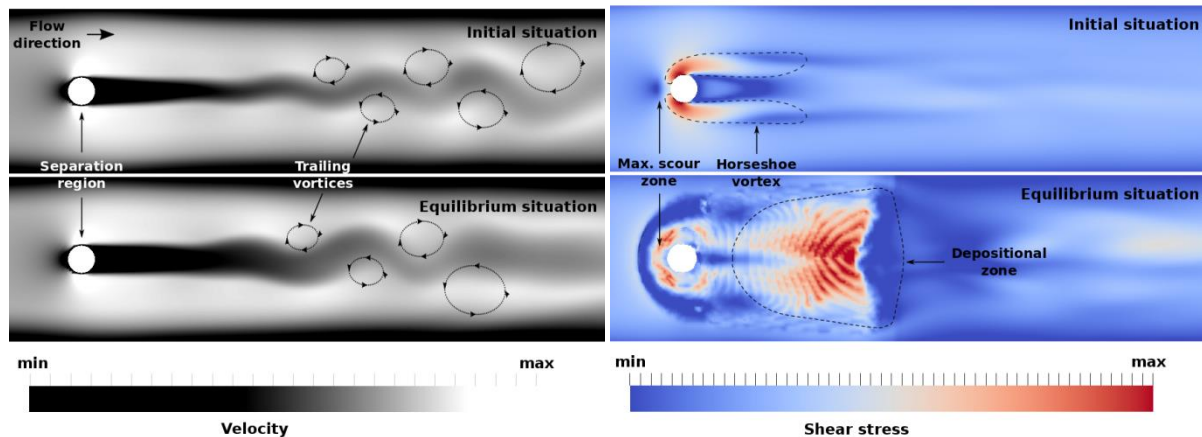 Flow
direction
Initial situation
Separation
region
Trailing
vortices
Equilibrium situation
min
max
Velocity
Initial situation
Max. scour
zone
Horseshoe
vortex
Equilibrium situation
Depositional
zone
min
max
Shear stress